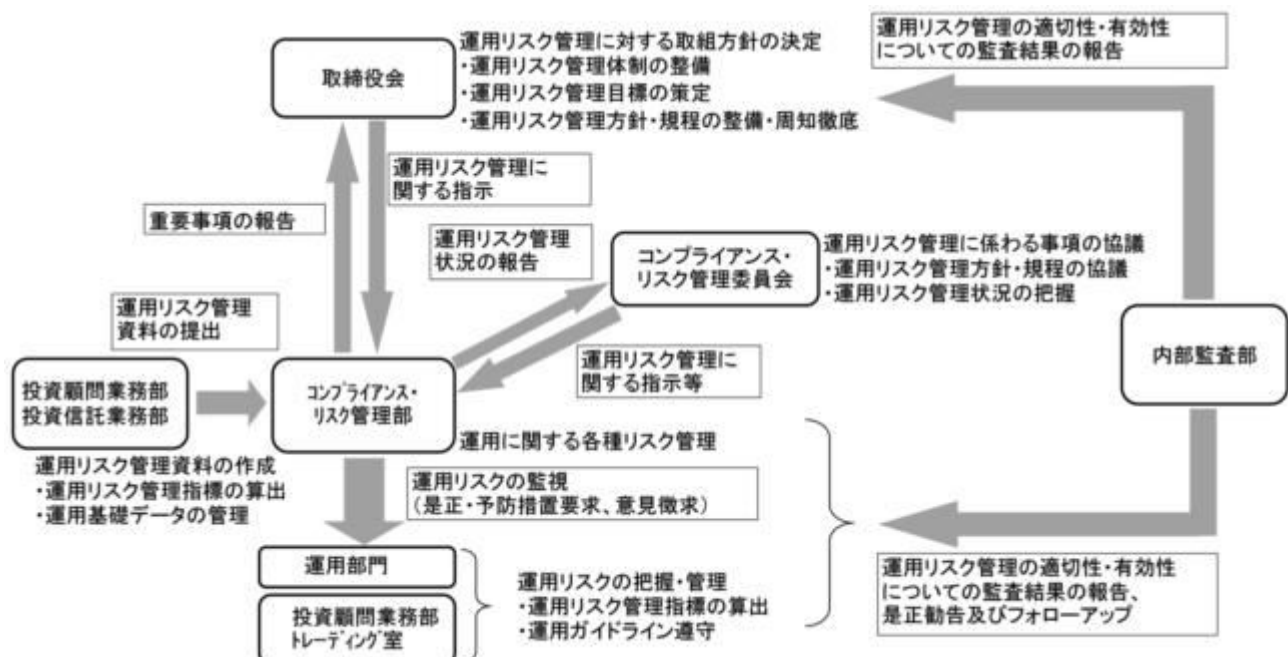 取締役会
運用リスク管理に対する取組方針の決定
・運用リスク管理体制の整備
・運用リスク管理目標の策定
・運用リスク管理方針・規程の整備・周知徹底
運用リスク管理の適切性・有効性
についての監査結果の報告
重要事項の報告
運用リスク管理に
関する指示
運用リスク管理
状況の報告
コンプライアンス・
リスク管理委員会
運用リスク管理に係わる事項の協議
・運用リスク管理方針・規程の協議
・運用リスク管理状況の把握
運用リスク管理
資料の提出
投資顧問業務部
投資信託業務部
コンプライアンス・
リスク管理部
運用リスク管理に
関する指示等
内部監査部
運用に関する各種リスク管理
運用リスク管理資料の作成
・運用リスク管理指標の算出
・運用基礎データの管理
運用リスクの監視
(是正・予防措置要求、意見徴求)
運用部門
投資顧問業務部
トレーディング室
運用リスクの把握・管理
・運用リスク管理指標の算出
・運用ガイドライン遵守
運用リスク管理の適切性・有効性
についての監査結果の報告、
是正勧告及びフォローアップ